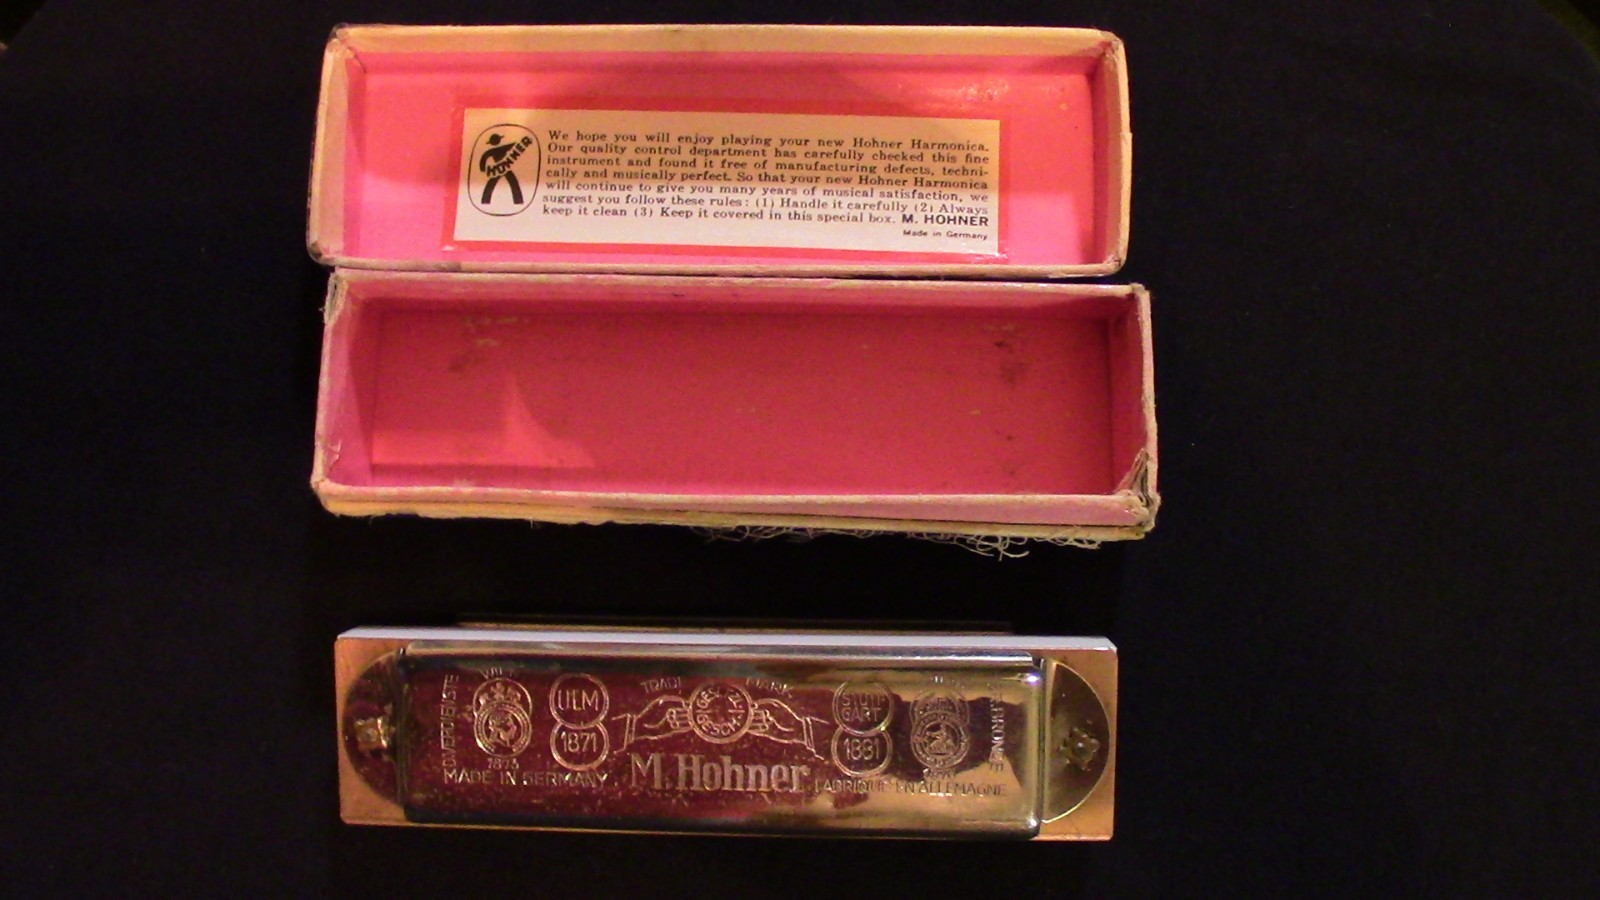 HOHNER
We hope you will enjoy playing your new Hohner Harmonica.
Our quality control department has carefully checked this fine
instrument and found it free of manufacturing defects, techni-
cally and musically perfect. So that your new Hohner Harmonica
will continue to give you many years of musical satisfaction, we
suggest you follow these rules: (1) Handle it carefully (2) Always
keep it clean (3) Keep it covered in this special box. M. HOHNER
Made in Germany
TRADE MARK
ULM
1871
STUTT
GART
1881
1873
MADE IN GERMANY
M. Hohner
FABRIQUÉ EN ALLEMAGNE